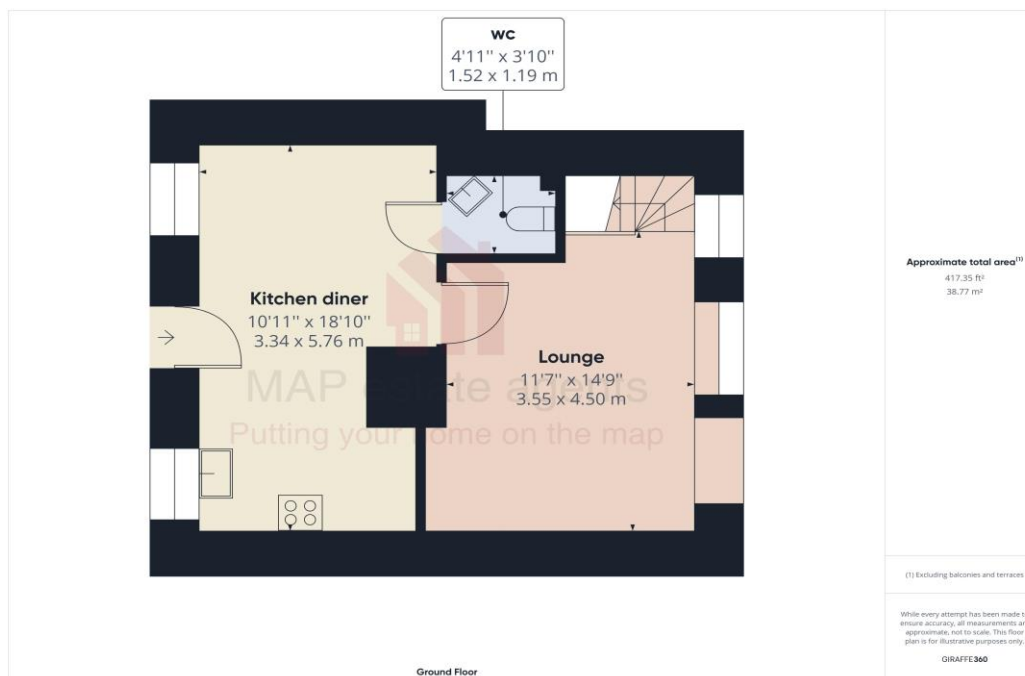 WC
4'11'' x 3'10''
1.52 x 1.19 m
Kitchen diner
10'11'' x 18'10''
3.34 x 5.76 m
Lounge
11'7'' x 14'9''
3.55 x 4.50 m
MAP estate agents
Putting your home on the map
Ground Floor
Approximate total area(1)
417.35 ft²
38.77 m²
(1) Excluding balconies and terraces
While every attempt has been made t
ensure accuracy, all measurements ar
approximate, not to scale. This floor
plan is for illustrative purposes only.
GIRAFFE360